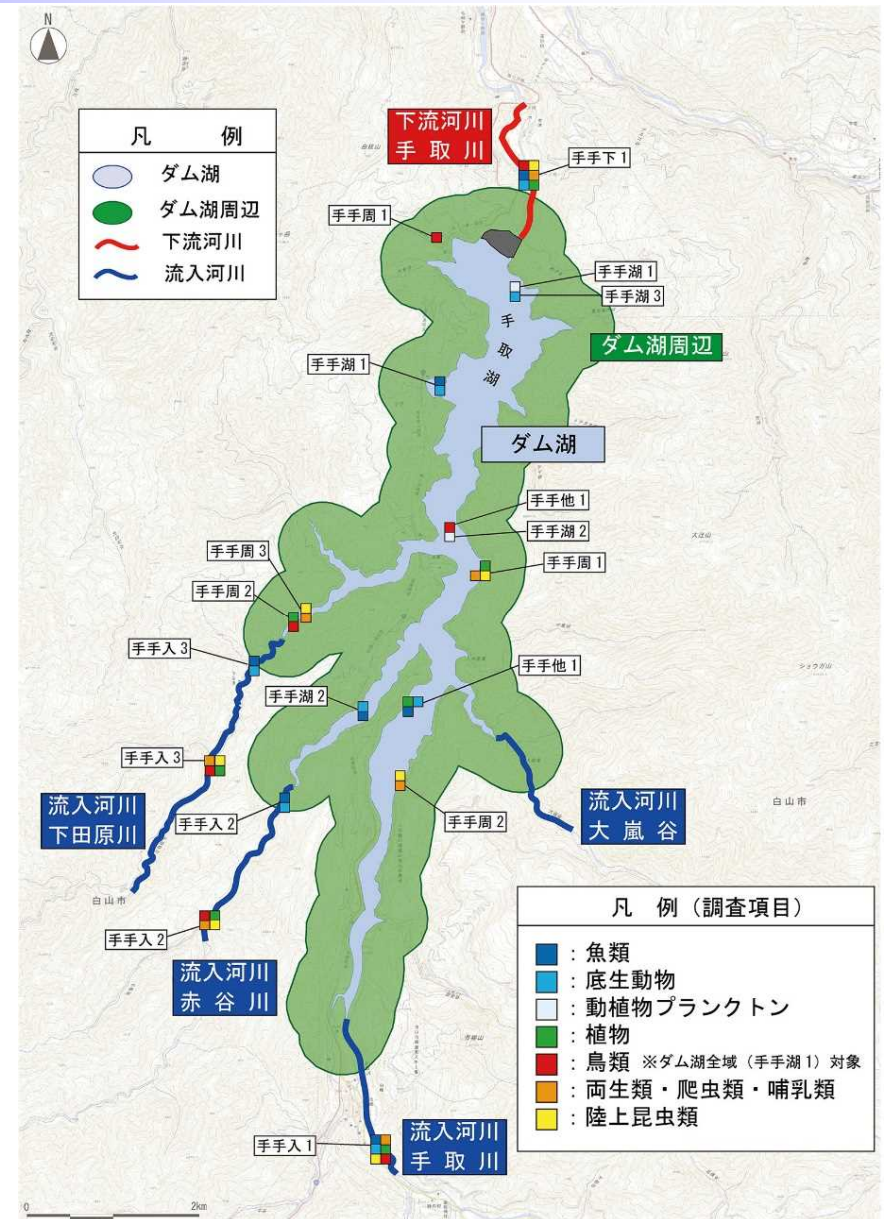 N
凡 例
ダム湖
ダム湖周辺
下流河川
流入河川
下流河川
手取川
手手下1
手手周1
手手湖1
手手湖3
手取湖
ダム湖周辺
手手湖1
ダム湖
手手他1
手手湖2
手手周3
手手周1
手手周2
手手入3
手手他1
手手湖2
手手入3
流入河川
下田原川
手手入2
手手周2
流入河川
大嵐谷
白山市
白山市
手手入2
流入河川
赤谷川
凡 例(調査項目)
:魚類
:底生動物
:動植物プランクトン
:植物
:鳥類 ※ダム湖全域(手手湖1)対象
:両生類・爬虫類・哺乳類
:陸上昆虫類
手手入1
流入河川
手取川
0 2km